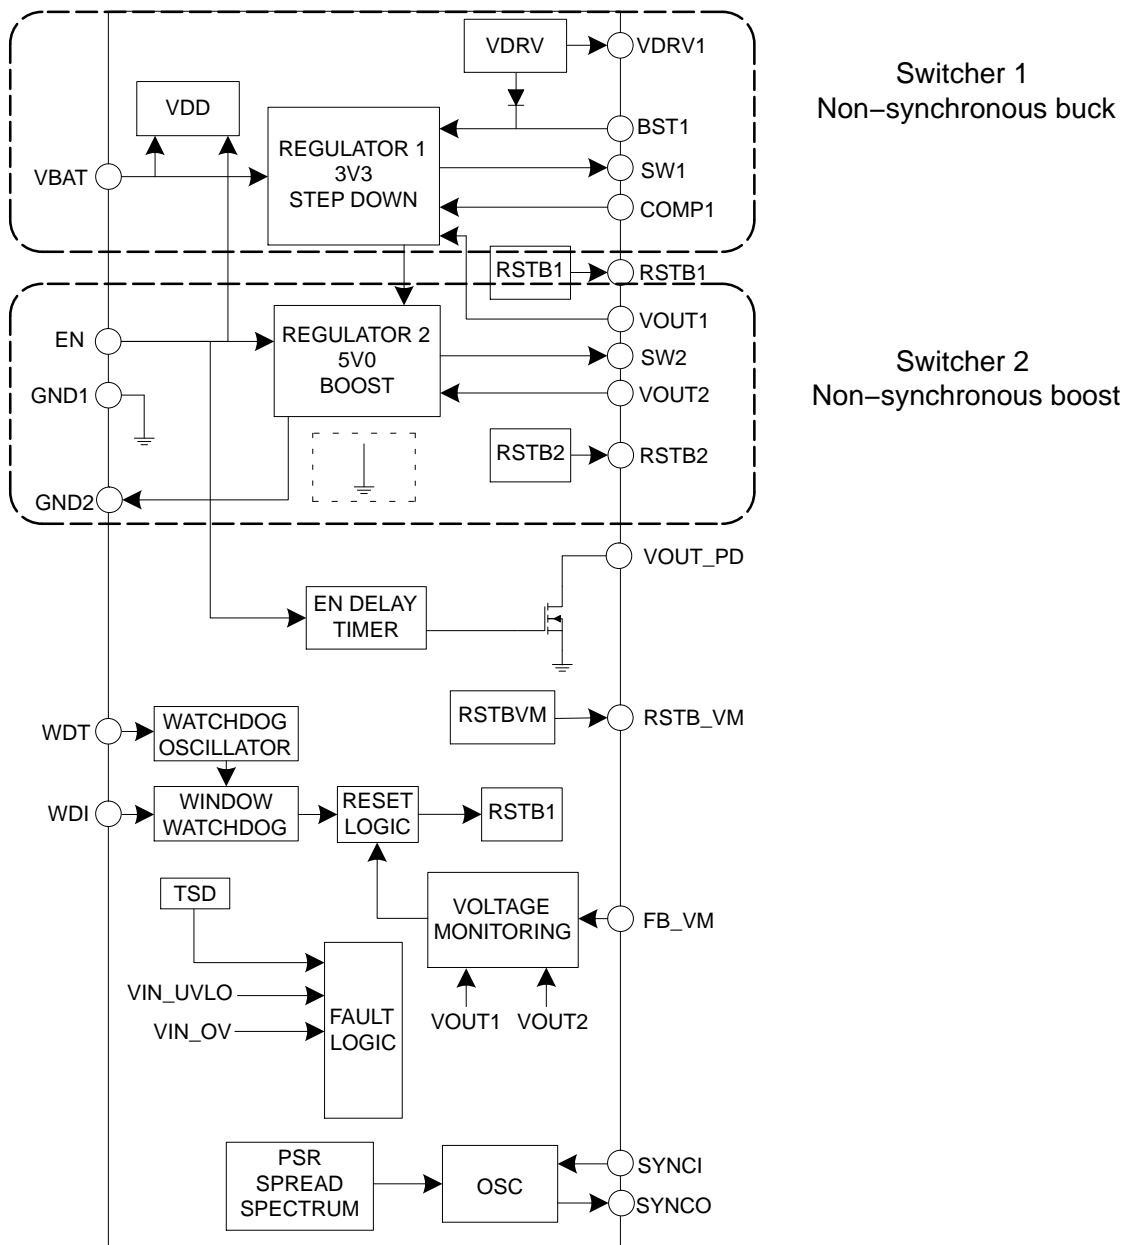 VDRV
VDRV1
Switcher 1
Non−synchronous buck
VDD
BST1
REGULATOR 1
3V3
STEP DOWN
VBAT
SW1
COMP1
RSTB1
RSTB1
VOUT1
EN
REGULATOR 2
5V0
BOOST
SW2
Switcher 2
Non−synchronous boost
GND1
VOUT2
RSTB2
RSTB2
GND2
VOUT_PD
EN DELAY
TIMER
WDT
WATCHDOG
OSCILLATOR
RSTBVM
RSTB_VM
WDI
WINDOW
WATCHDOG
RESET
LOGIC
RSTB1
TSD
VOLTAGE
MONITORING
FB_VM
VIN_UVLO
VIN_OV
FAULT
LOGIC
VOUT1
VOUT2
PSR
SPREAD
SPECTRUM
OSC
SYNCI
SYNCO